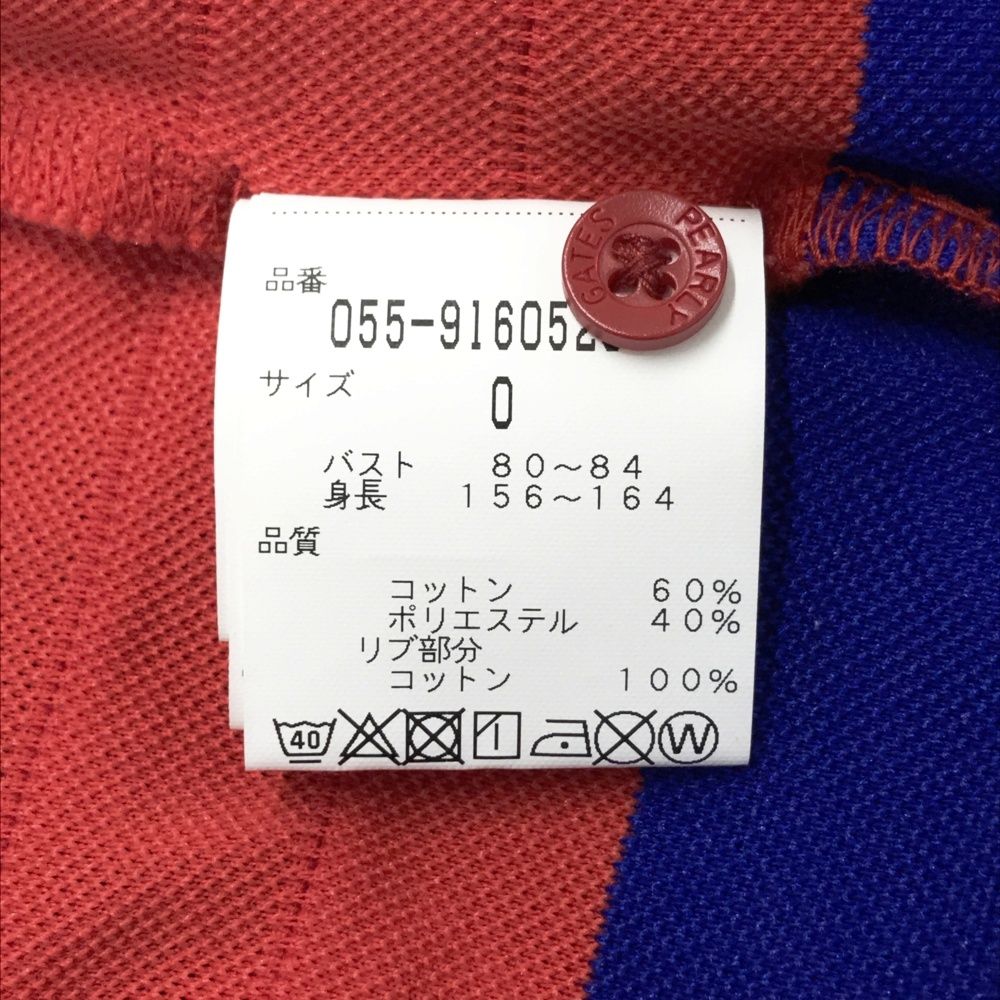 PEARLY GATES
品番
055-916052
サイズ
0
バスト 80～84
身長 156～164
品質
コットン 60%
ポリエステル 40%
リブ部分
コットン 100%
40 W